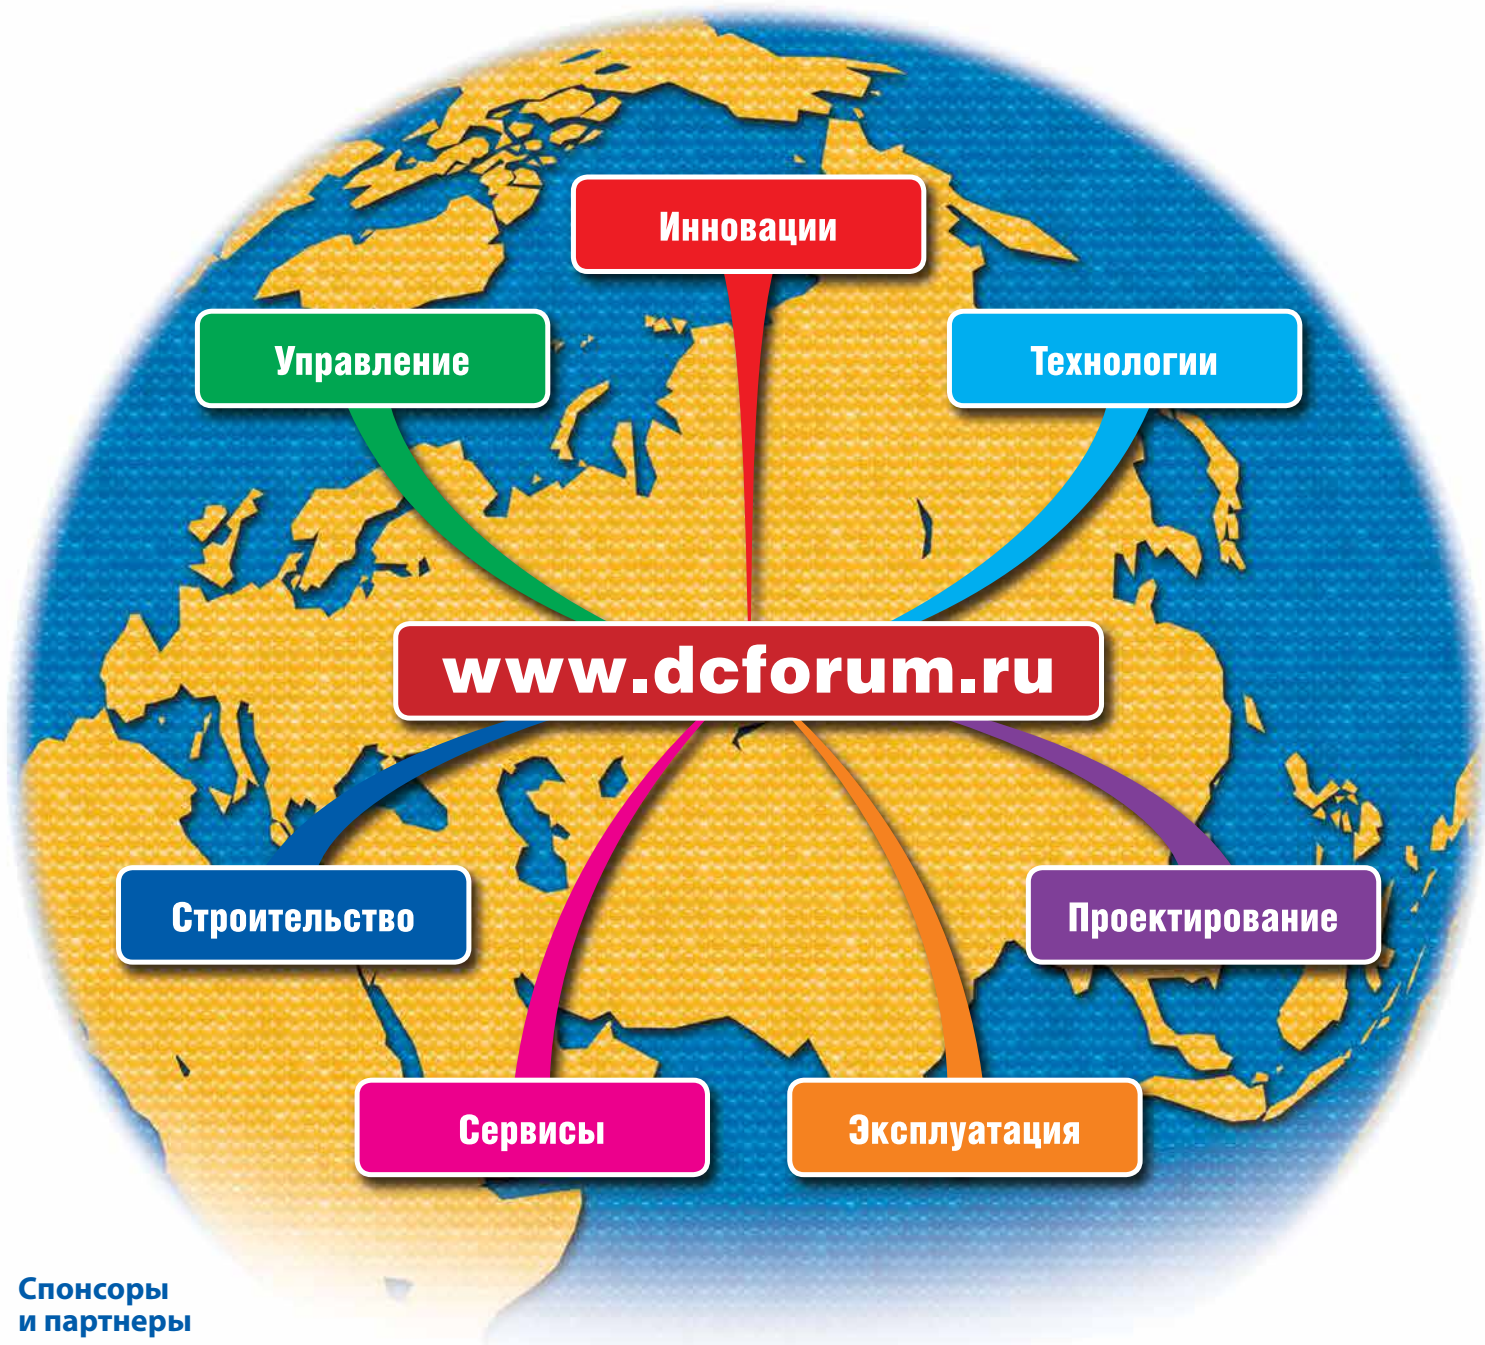 Инновации
Управление
Технологии
www.dcforum.ru
Строительство
Проектирование
Сервисы
Эксплуатация
Спонсоры
и партнеры